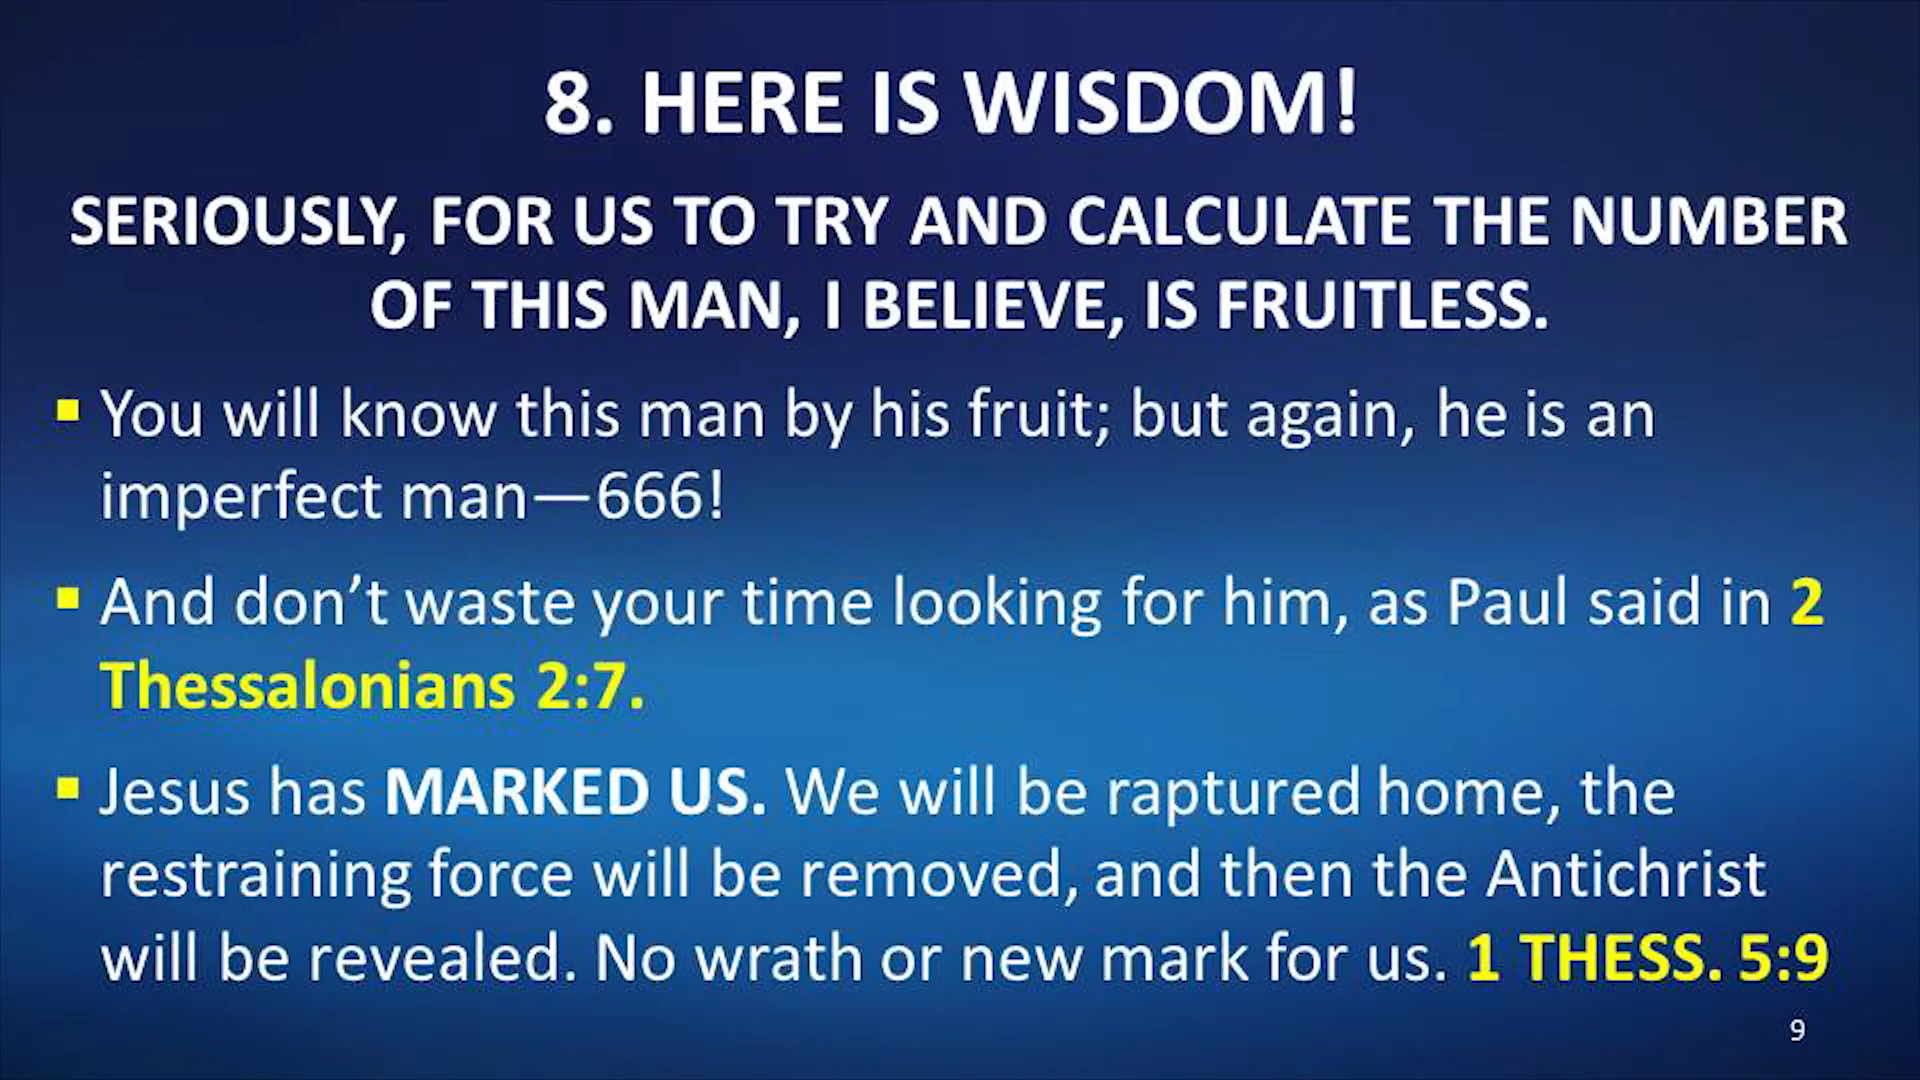 8. HERE IS WISDOM!
SERIOUSLY, FOR US TO TRY AND CALCULATE THE NUMBER
OF THIS MAN, I BELIEVE, IS FRUITLESS.
▪ You will know this man by his fruit; but again, he is an
imperfect man—666!
▪ And don’t waste your time looking for him, as Paul said in 2
Thessalonians 2:7.
▪ Jesus has MARKED US. We will be raptured home, the
restraining force will be removed, and then the Antichrist
will be revealed. No wrath or new mark for us. 1 THESS. 5:9
9